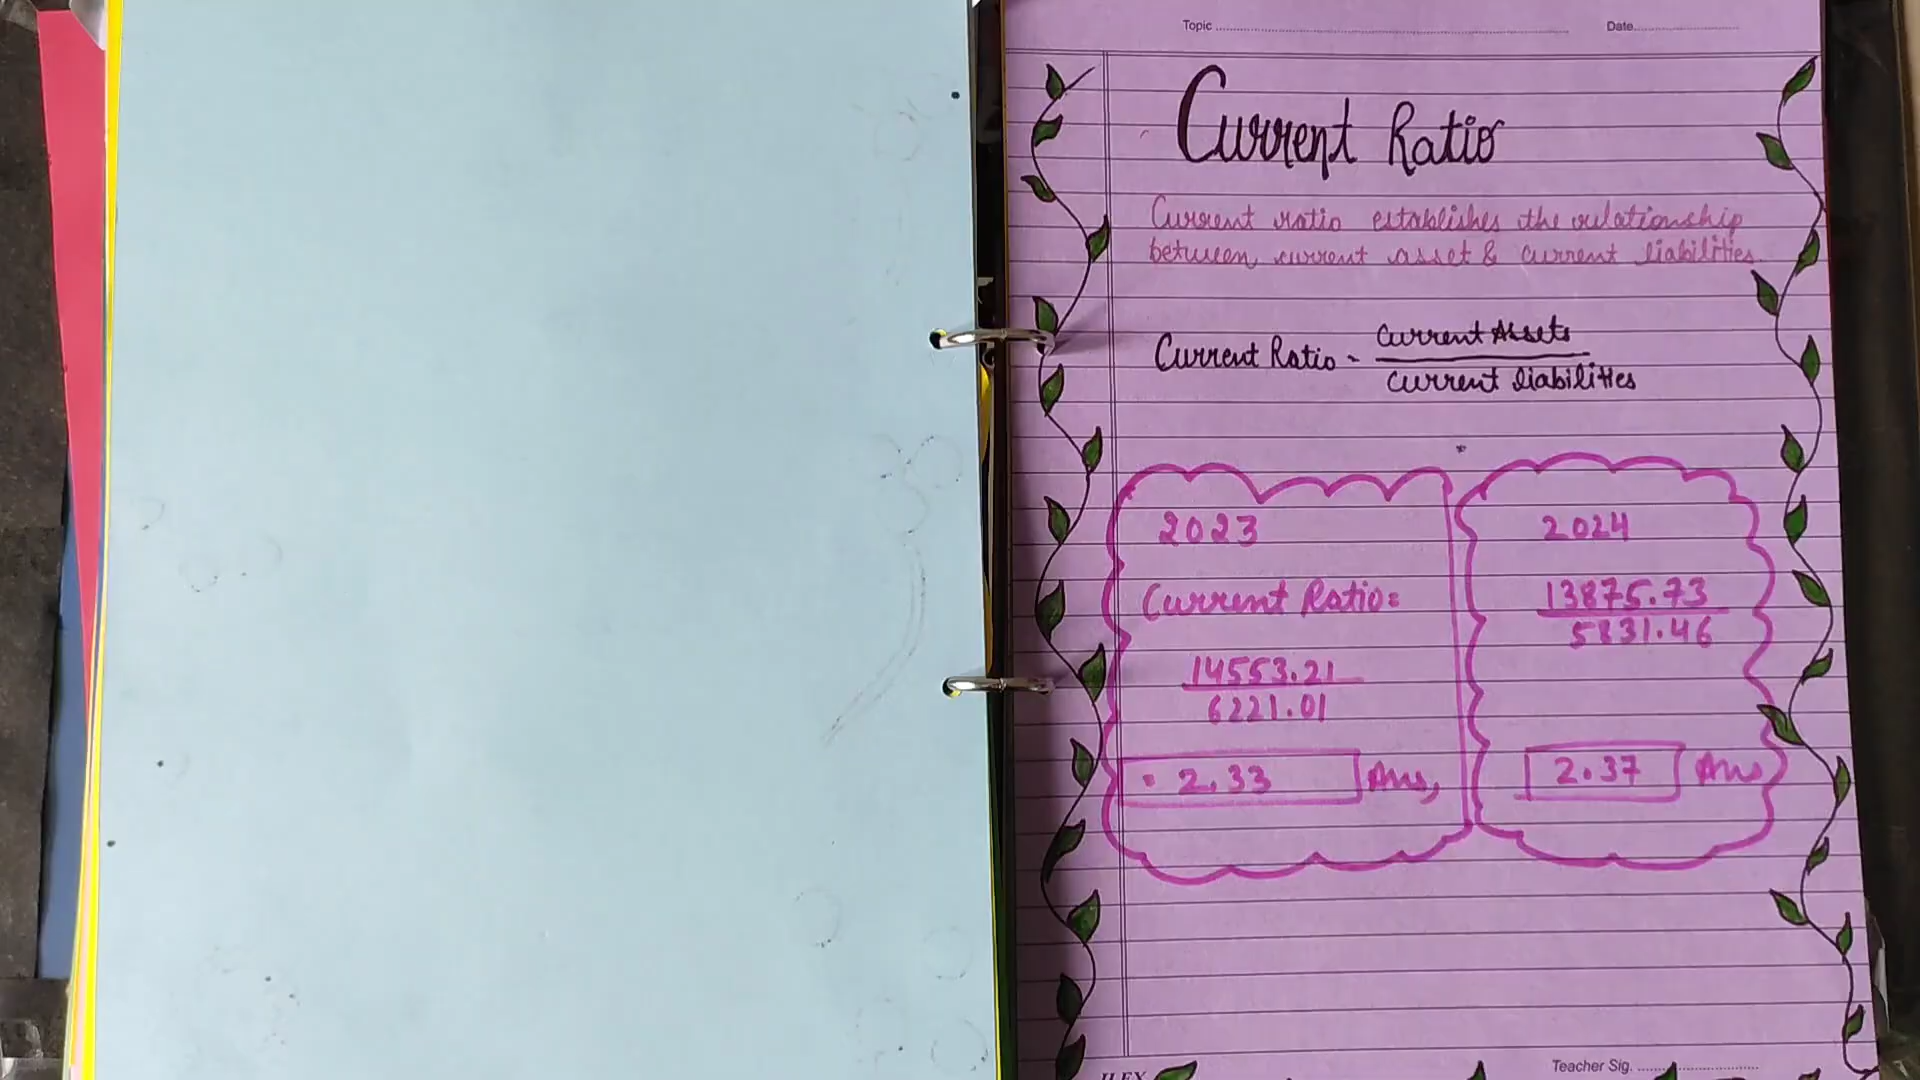 Topic
Date
Current Ratio
Current ratio establishes the relationship
between current asset & current liabilities.
Current Ratio = Current Assets
Current liabilities
2023
Current Ratio=
14553.21
6221.01
= 2.33 Ans,
2024
13875.73
5831.46
2.37 Ans
Teacher Sig.